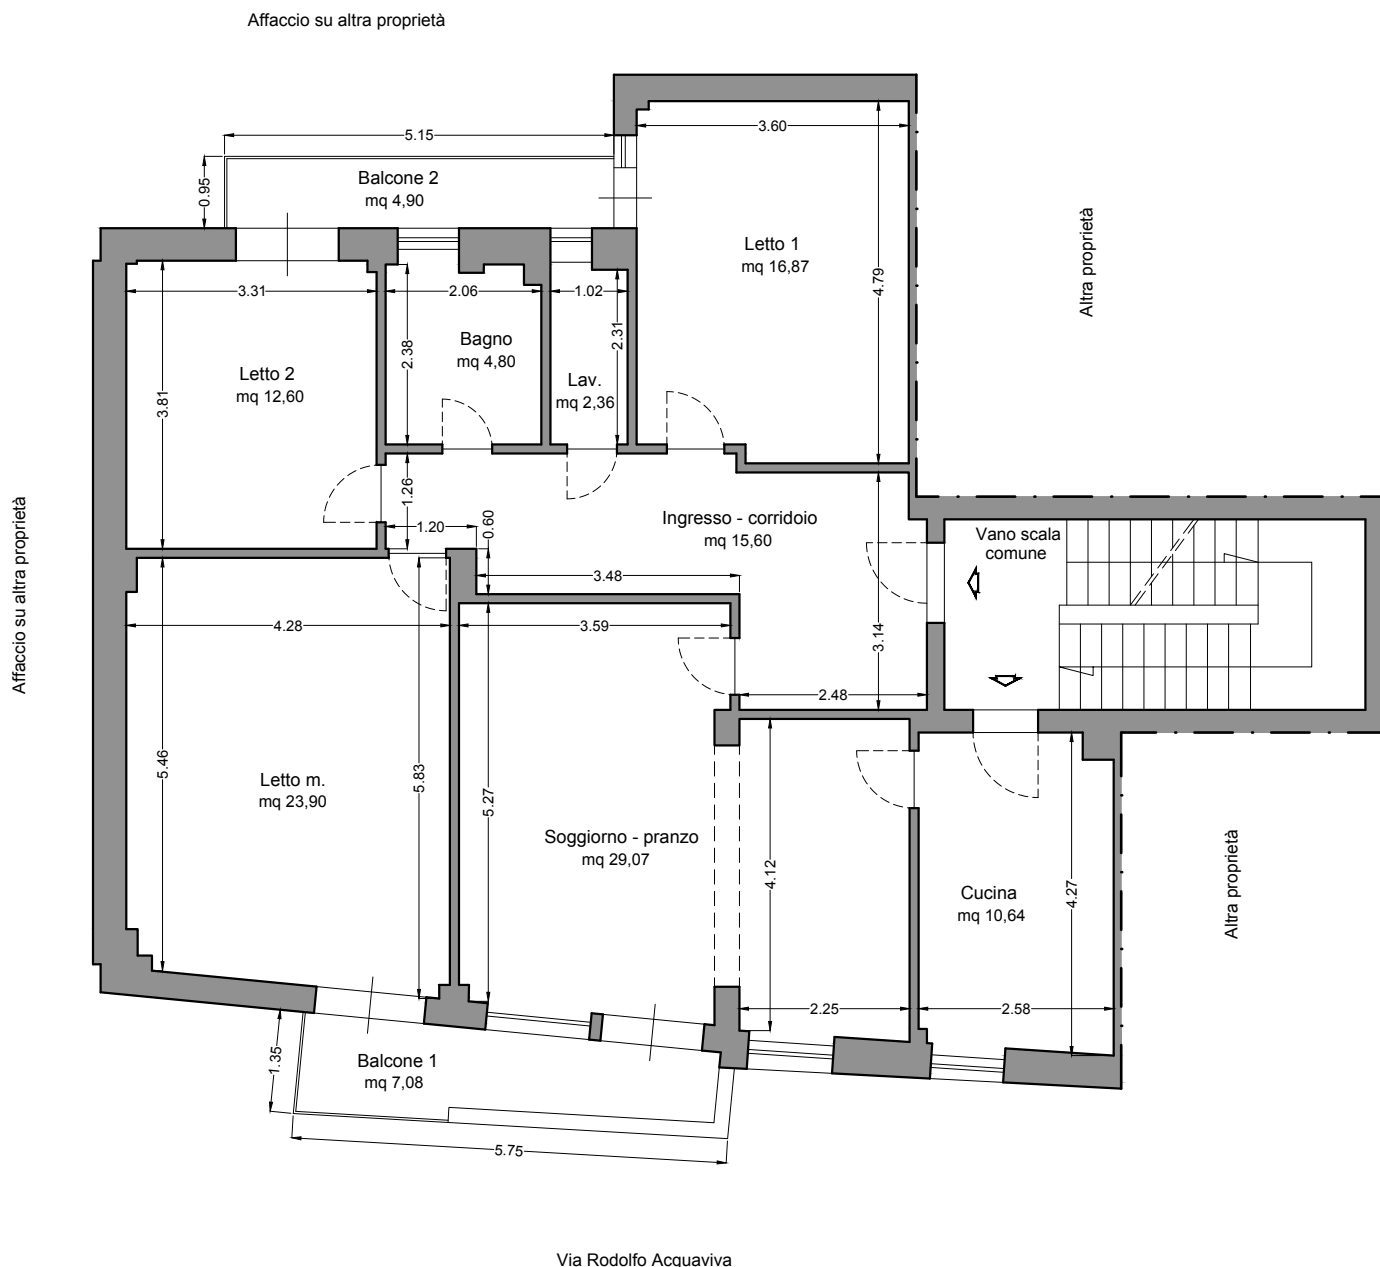 Affaccio su altra proprietà
5.15
3.60
0.95
Balcone 2
mq 4,90
Letto 1
mq 16,87
4.79
Altra proprietà
3.31
2.06
1.02
2.38
2.31
Bagno
mq 4,80
Letto 2
mq 12,60
3.81
Lav.
mq 2,36
1.26
1.20
0.60
Ingresso - corridoio
mq 15,60
Vano scala
comune
3.48
3.14
Affaccio su altra proprietà
4.28
3.59
2.48
5.46
5.83
5.27
Letto m.
mq 23,90
Soggiorno - pranzo
mq 29,07
4.12
Cucina
mq 10,64
4.27
Altra proprietà
2.25
2.58
1.35
Balcone 1
mq 7,08
5.75
Via Rodolfo Acquaviva